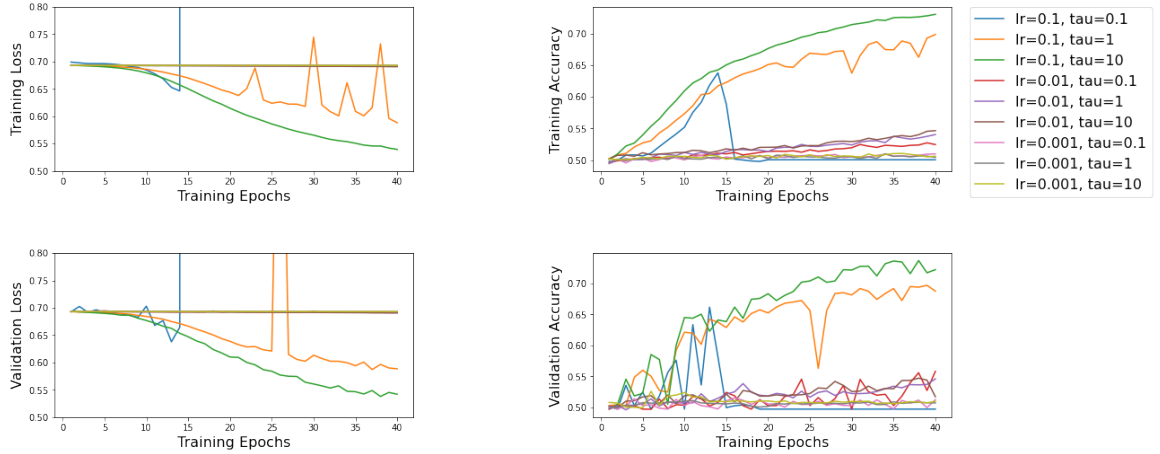 0.80
0.75
0.70
0.65
0.60
0.55
0.50
Training Loss
0 5 10 15 20 25 30 35 40
Training Epochs
0.70
0.65
0.60
0.55
0.50
Training Accuracy
0 5 10 15 20 25 30 35 40
Training Epochs
lr=0.1, tau=0.1
lr=0.1, tau=1
lr=0.1, tau=10
lr=0.01, tau=0.1
lr=0.01, tau=1
lr=0.01, tau=10
lr=0.001, tau=0.1
lr=0.001, tau=1
lr=0.001, tau=10
0.80
0.75
0.70
0.65
0.60
0.55
0.50
Validation Loss
0 5 10 15 20 25 30 35 40
Training Epochs
0.70
0.65
0.60
0.55
0.50
Validation Accuracy
0 5 10 15 20 25 30 35 40
Training Epochs